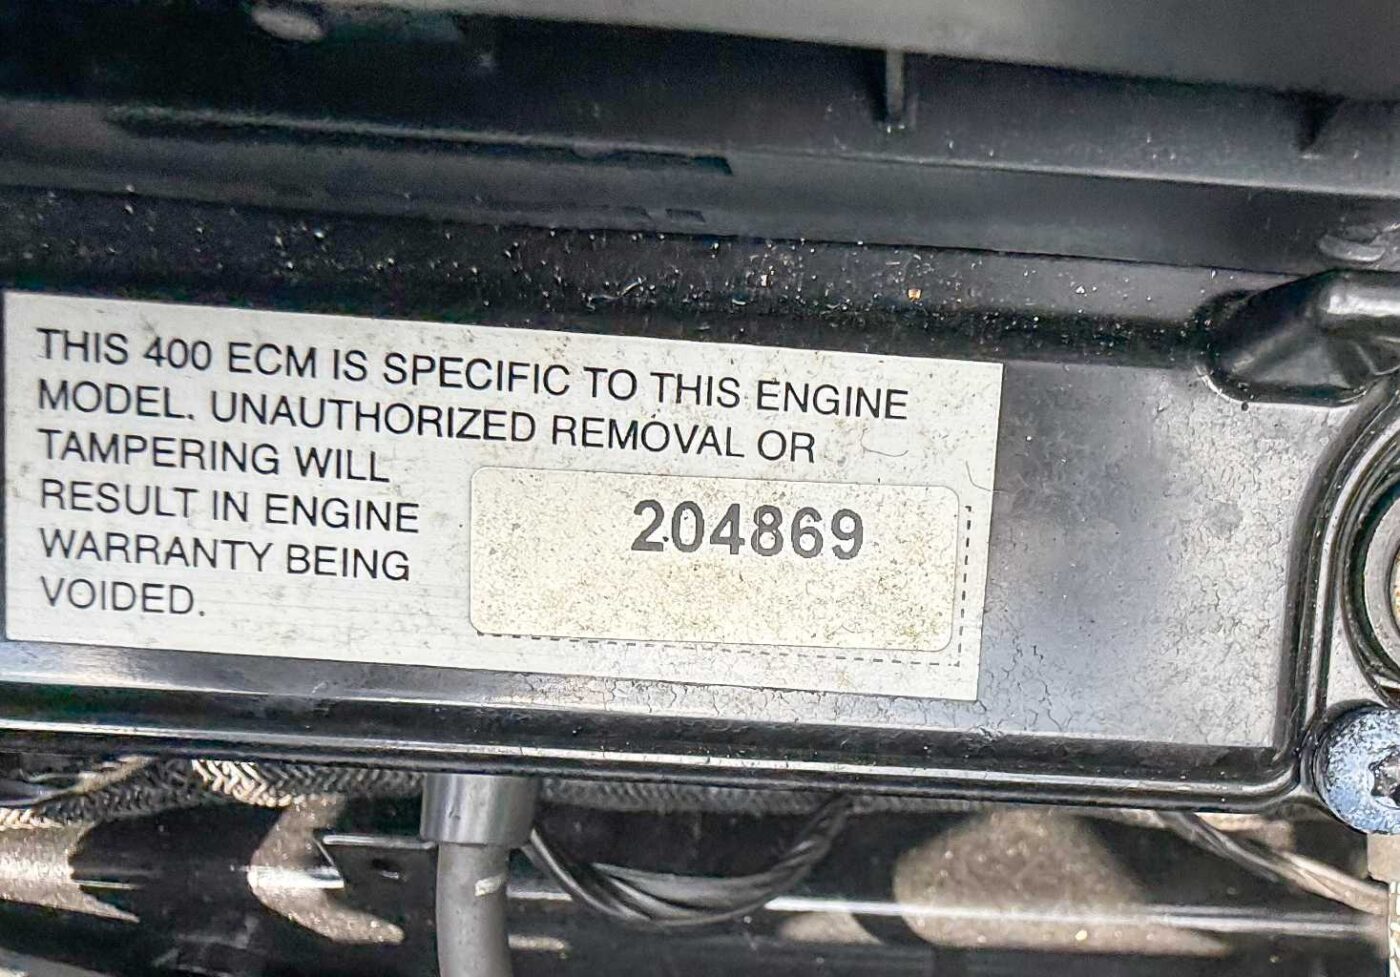 THIS 400 ECM IS SPECIFIC TO THIS ENGINE
MODEL. UNAUTHORIZED REMOVAL OR
TAMPERING WILL
RESULT IN ENGINE
WARRANTY BEING
VOIDED.
204869